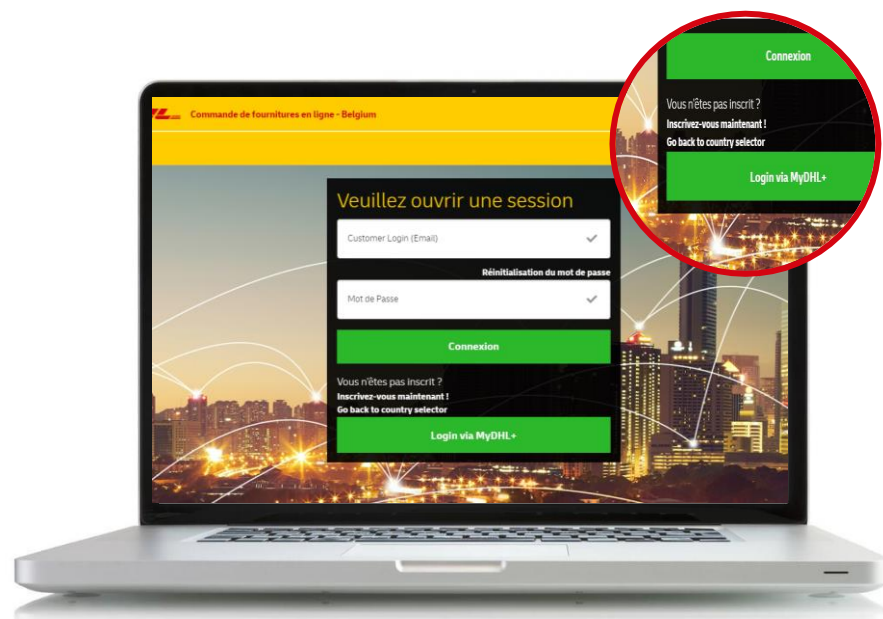 Commande de fournitures en ligne - Belgium
Veuillez ouvrir une session
Customer Login (Email)
Réinitialisation du mot de passe
Mot de Passe
Connexion
Vous n'êtes pas inscrit ?
Inscrivez-vous maintenant !
Go back to country selector
Login via MyDHL+
Connexion
Vous n'êtes pas inscrit ?
Inscrivez-vous maintenant !
Go back to country selector
Login via MyDHL+